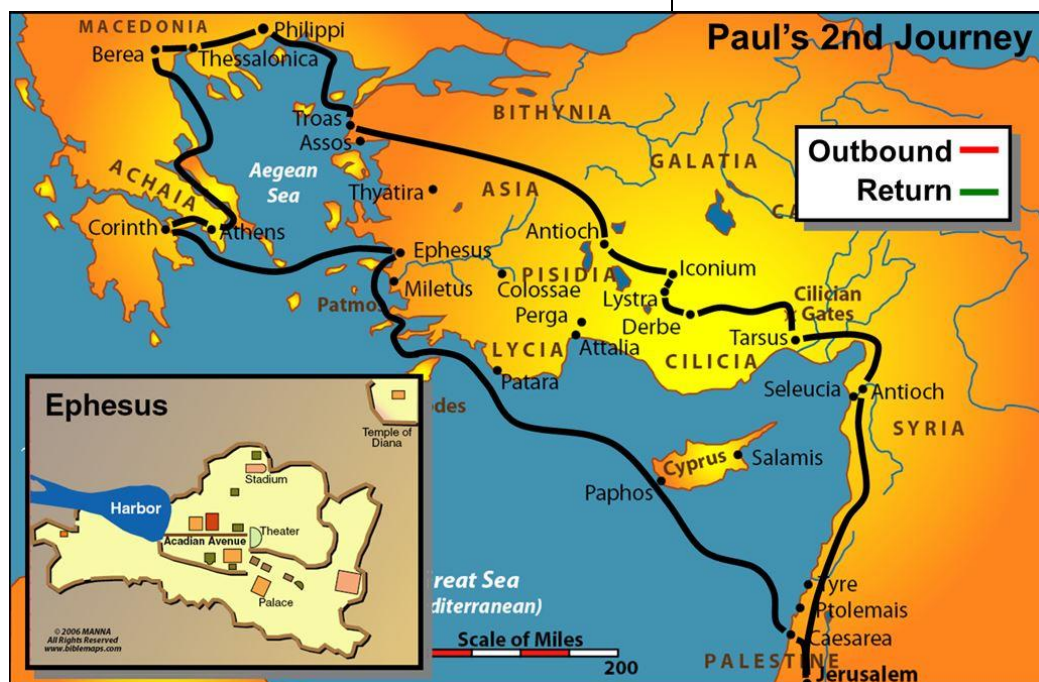 Paul's 2nd Journey
MACEDONIA
Philippi
Berea
Thessalonica
BITHYNIA
Troas
Assos
GALATIA
Outbound
Return
ACHAIA
Aegean
Sea
Thyatira
ASIA
Corinth
Athens
Antioch
Ephesus
Iconium
PISIDIA
Miletus
Colossae
Lystra
Cilician
Gates
Perga
Derbe
Tarsus
LYCIA
Attalia
CILICIA
Patara
Seleucia
Antioch
SYRIA
Cyprus
Salamis
Paphos
Tyre
Ptolemais
Caesarea
PALESTINE
Jerusalem
Scale of Miles
200
Ephesus
Temple of
Diana
Stadium
Harbor
Theater
Acadian Avenue
Palace
© 2006 MANNA
All Rights Reserved
www.biblemaps.com
Sea